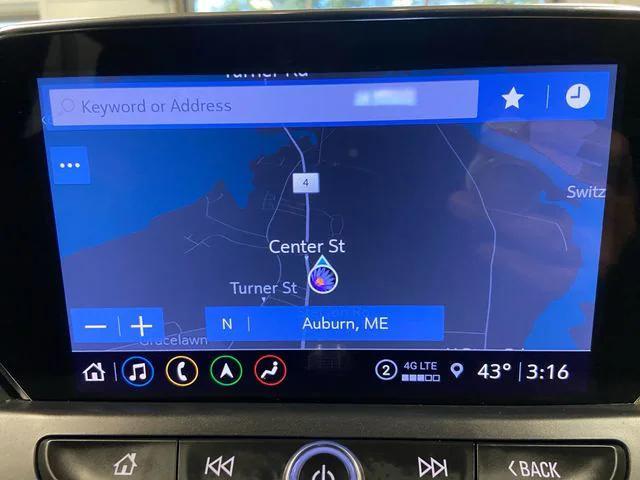 Turner Rd
Keyword or Address
4
Switz
Center St
Turner St
N Auburn, ME
Gracelawn
2 4G LTE 43° 3:16
BACK